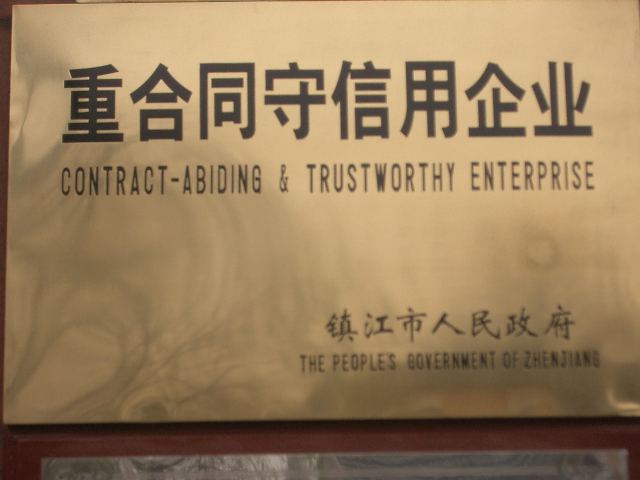 重合同守信用企业
CONTRACT-ABIDING & TRUSTWORTHY ENTERPRISE
镇江市人民政府
THE PEOPLE'S GOVERNMENT OF ZHENJIANG